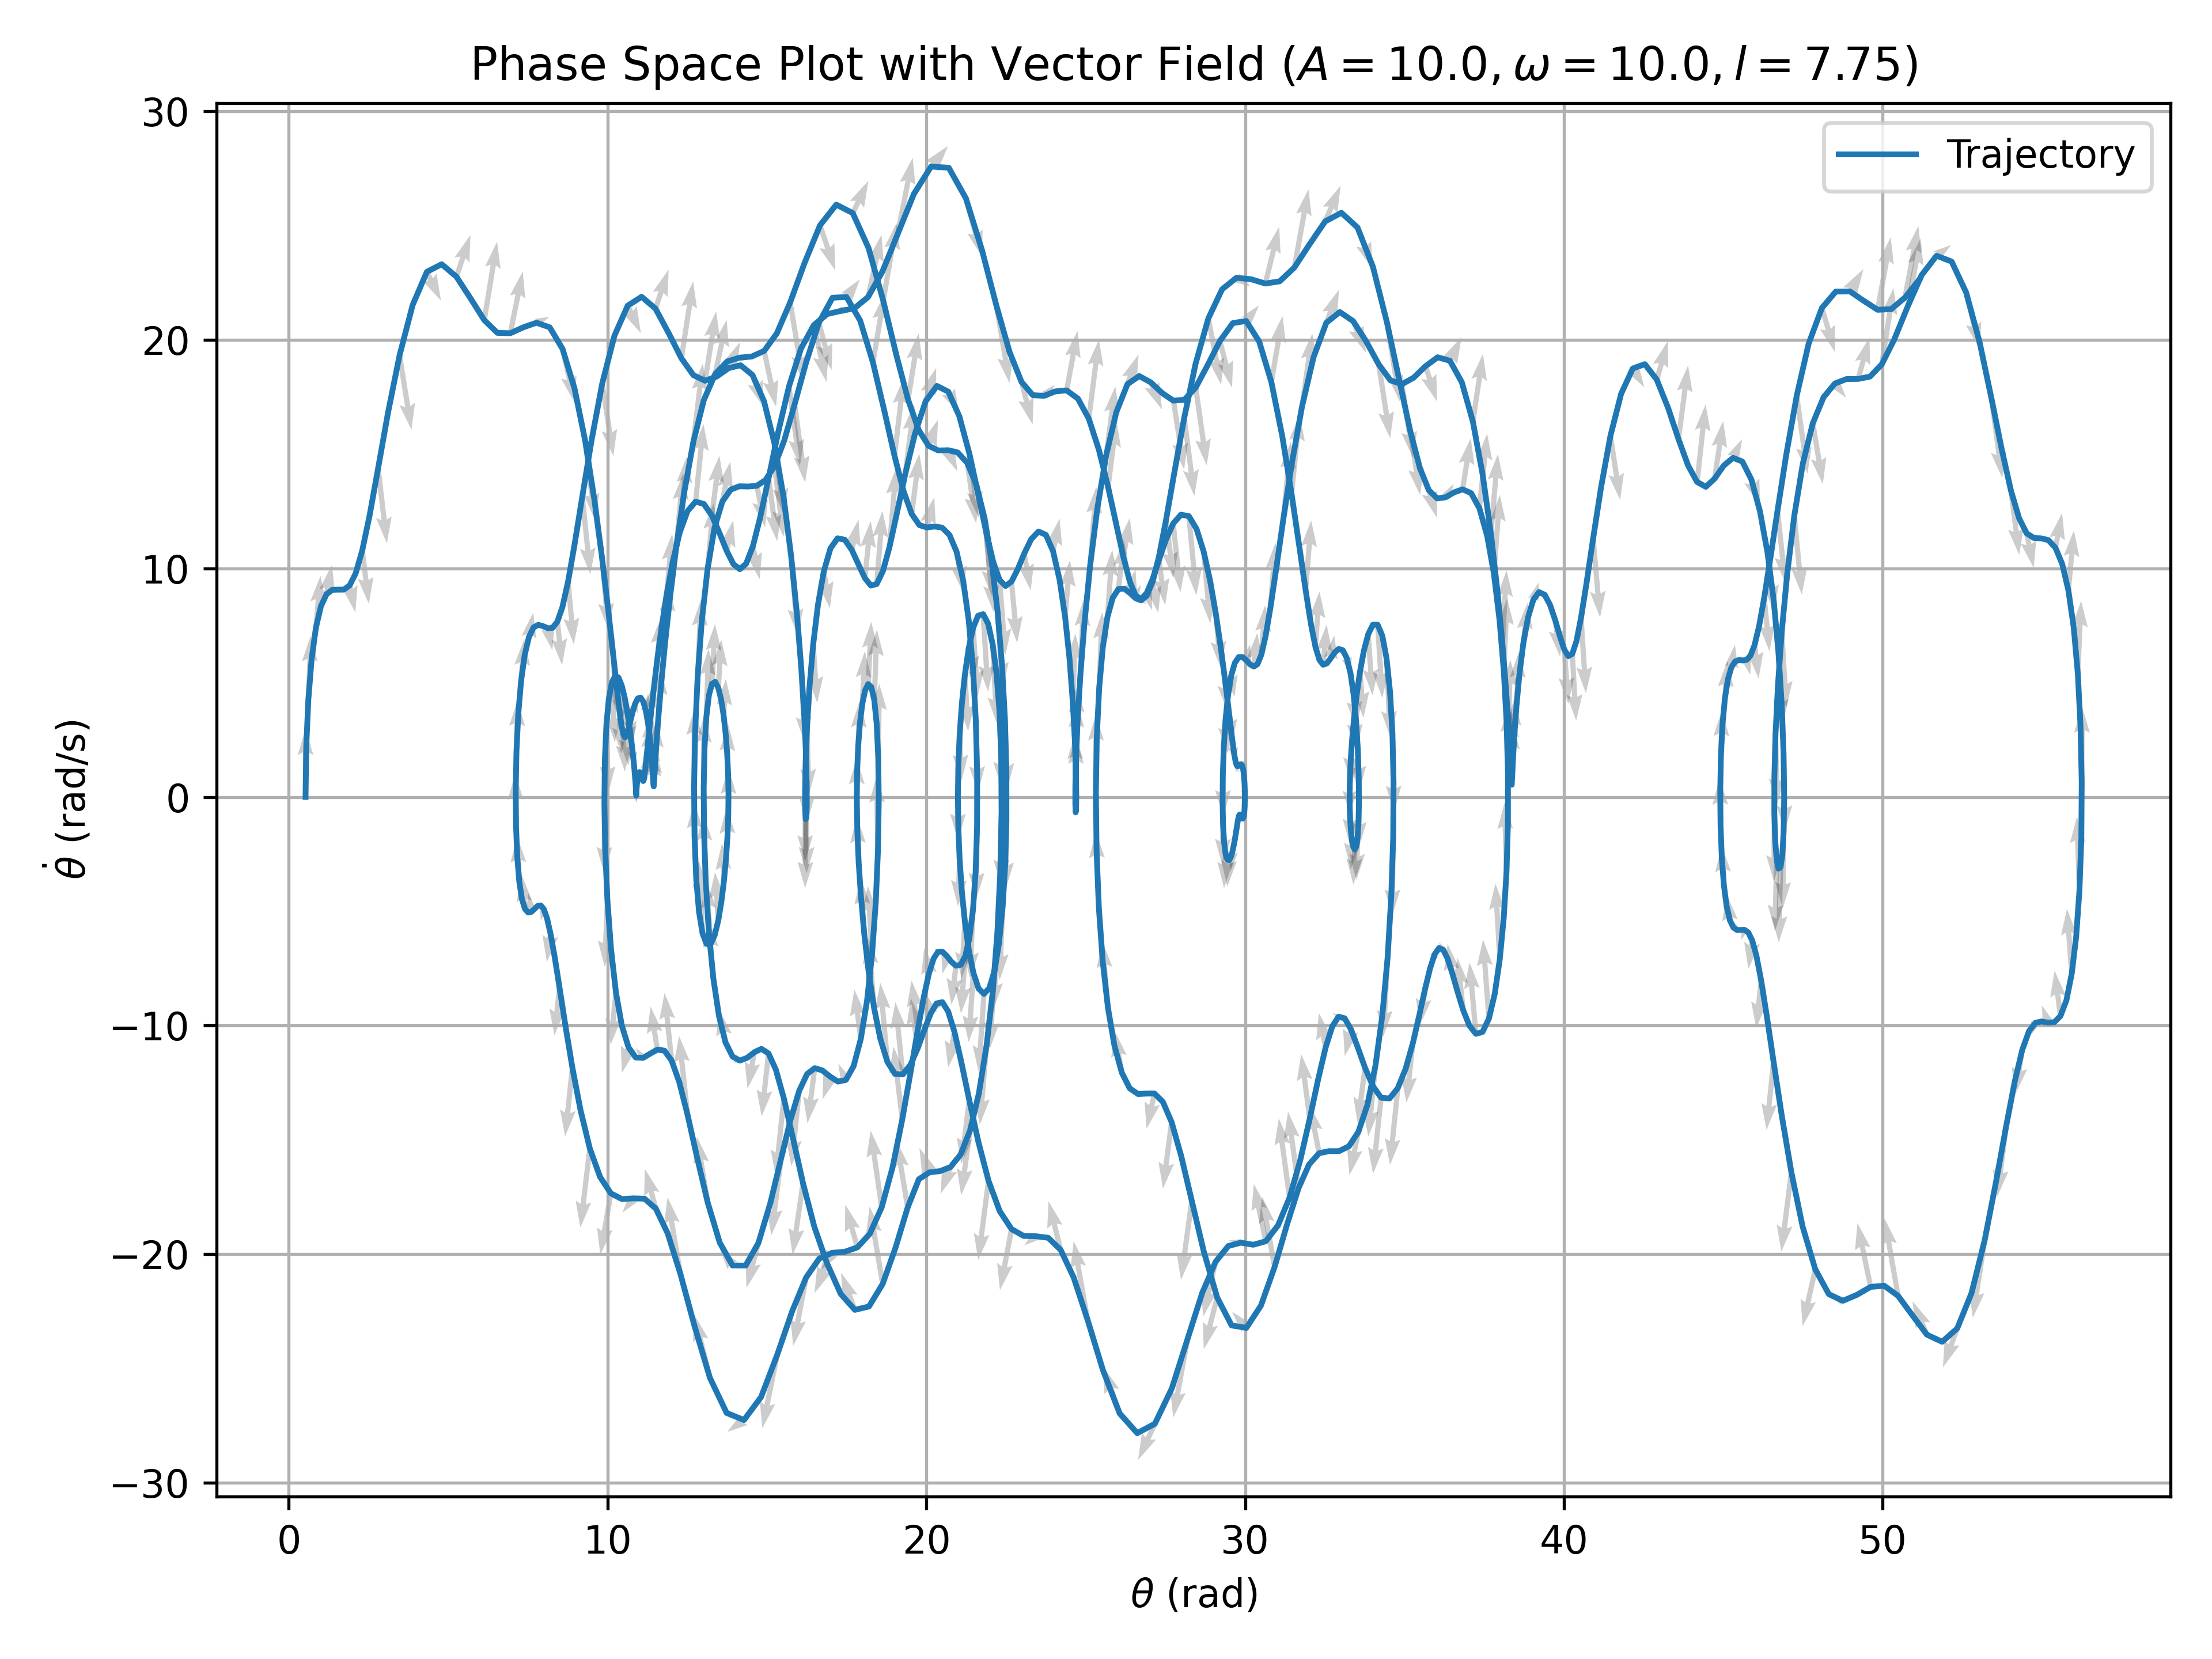 Phase Space Plot with Vector Field (A = 10.0, ω = 10.0, l = 7.75)
Trajectory
30
20
10
0
−10
−20
−30
θ̇ (rad/s)
0 10 20 30 40 50
θ (rad)